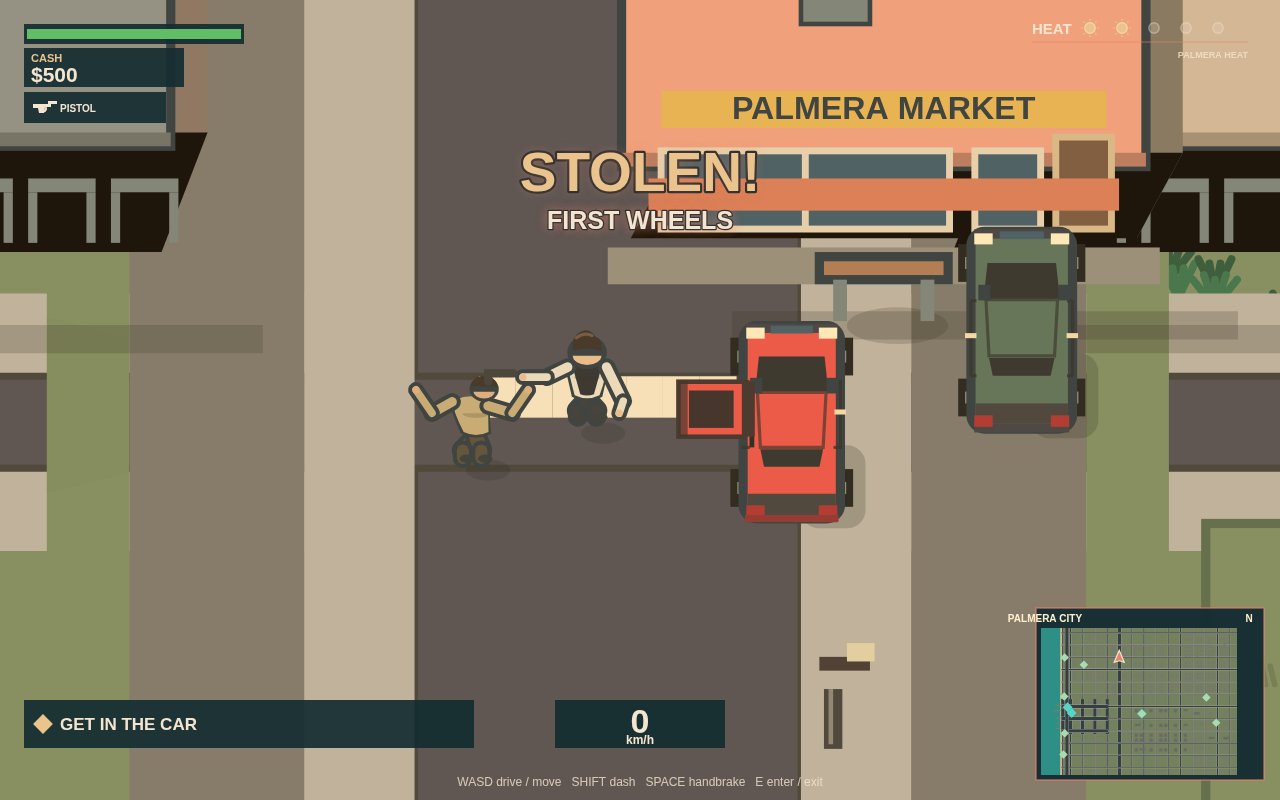 CASH
$500
PISTOL
HEAT
PALMERA HEAT
PALMERA MARKET
STOLEN!
FIRST WHEELS
GET IN THE CAR
0
km/h
PALMERA CITY
N
WASD drive / move SHIFT dash SPACE handbrake E enter / exit